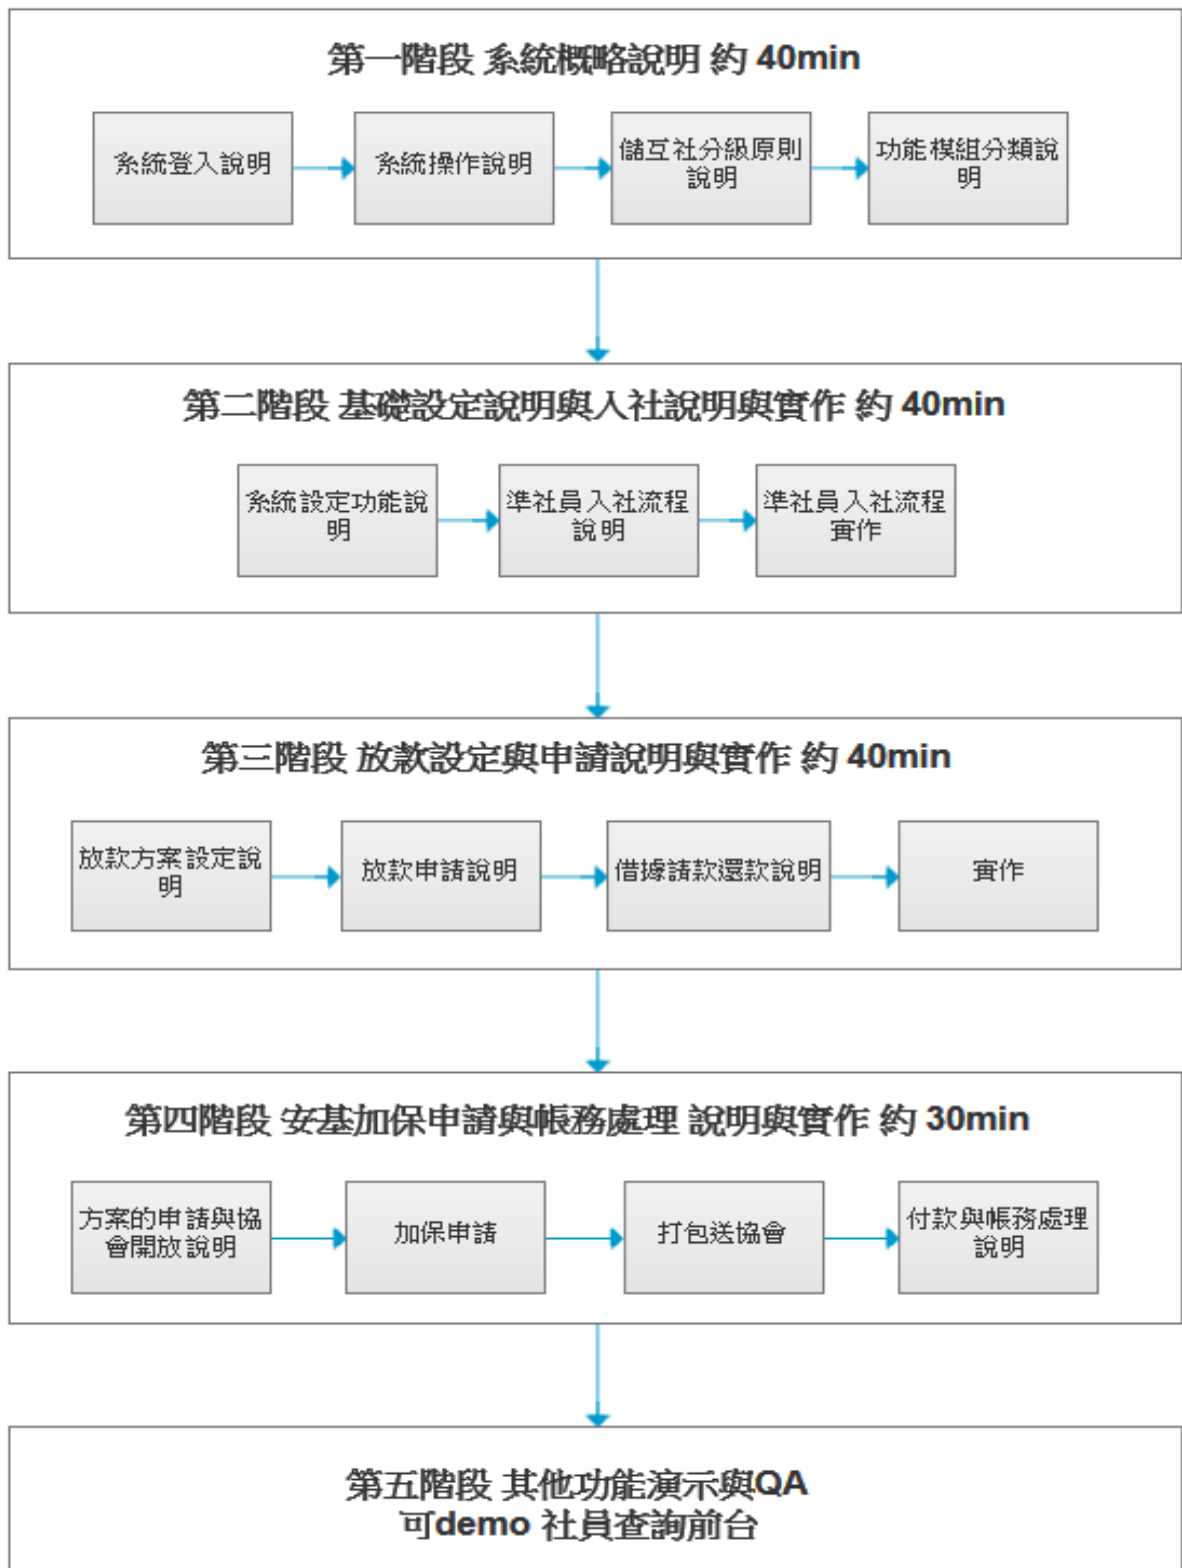 第一階段 系統概略說明 約 40min
系統登入說明
系統操作說明
儲互社分級原則
說明
功能模組分類說
明
第二階段 基礎設定說明與入社說明與實作 約 40min
系統設定功能說
明
準社員入社流程
說明
準社員入社流程
實作
第三階段 放款設定與申請說明與實作 約 40min
放款方案設定說
明
放款申請說明
借據請款還款說明
實作
第四階段 安基加保申請與帳務處理 說明與實作 約 30min
方案的申請與協
會開放說明
加保申請
打包送協會
付款與帳務處理
說明
第五階段 其他功能演示與QA
可demo 社員查詢前台